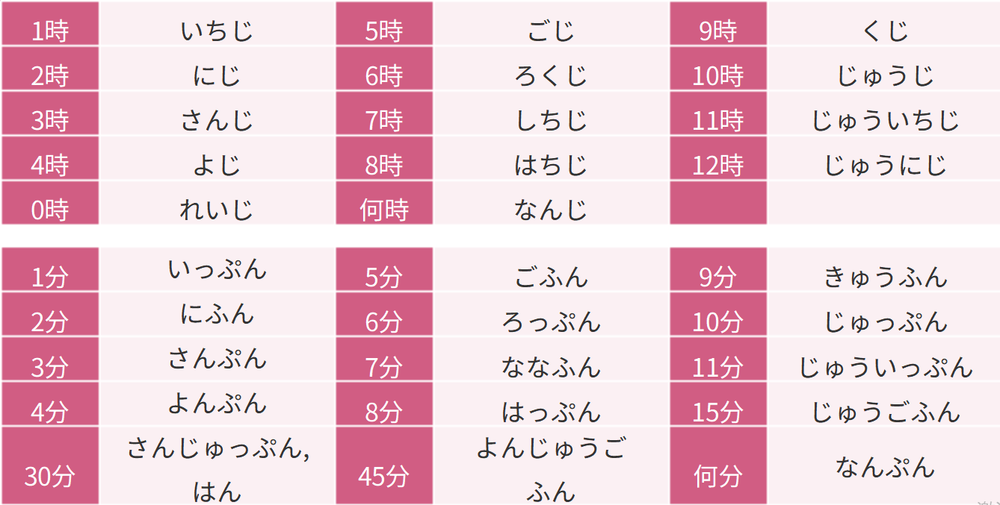 1時 いちじ 5時 ごじ 9時 くじ
2時 にじ 6時 ろくじ 10時 じゅうじ
3時 さんじ 7時 しちじ 11時 じゅういちじ
4時 よじ 8時 はちじ 12時 じゅうにじ
0時 れいじ 何時 なんじ
1分 いっぷん 5分 ごふん 9分 きゅうふん
2分 にふん 6分 ろっぷん 10分 じゅっぷん
3分 さんぷん 7分 ななふん 11分 じゅういっぷん
4分 よんぷん 8分 はっぷん 15分 じゅうごふん
30分 さんじゅっぷん,
はん
45分 よんじゅうご
ふん
何分 なんぷん